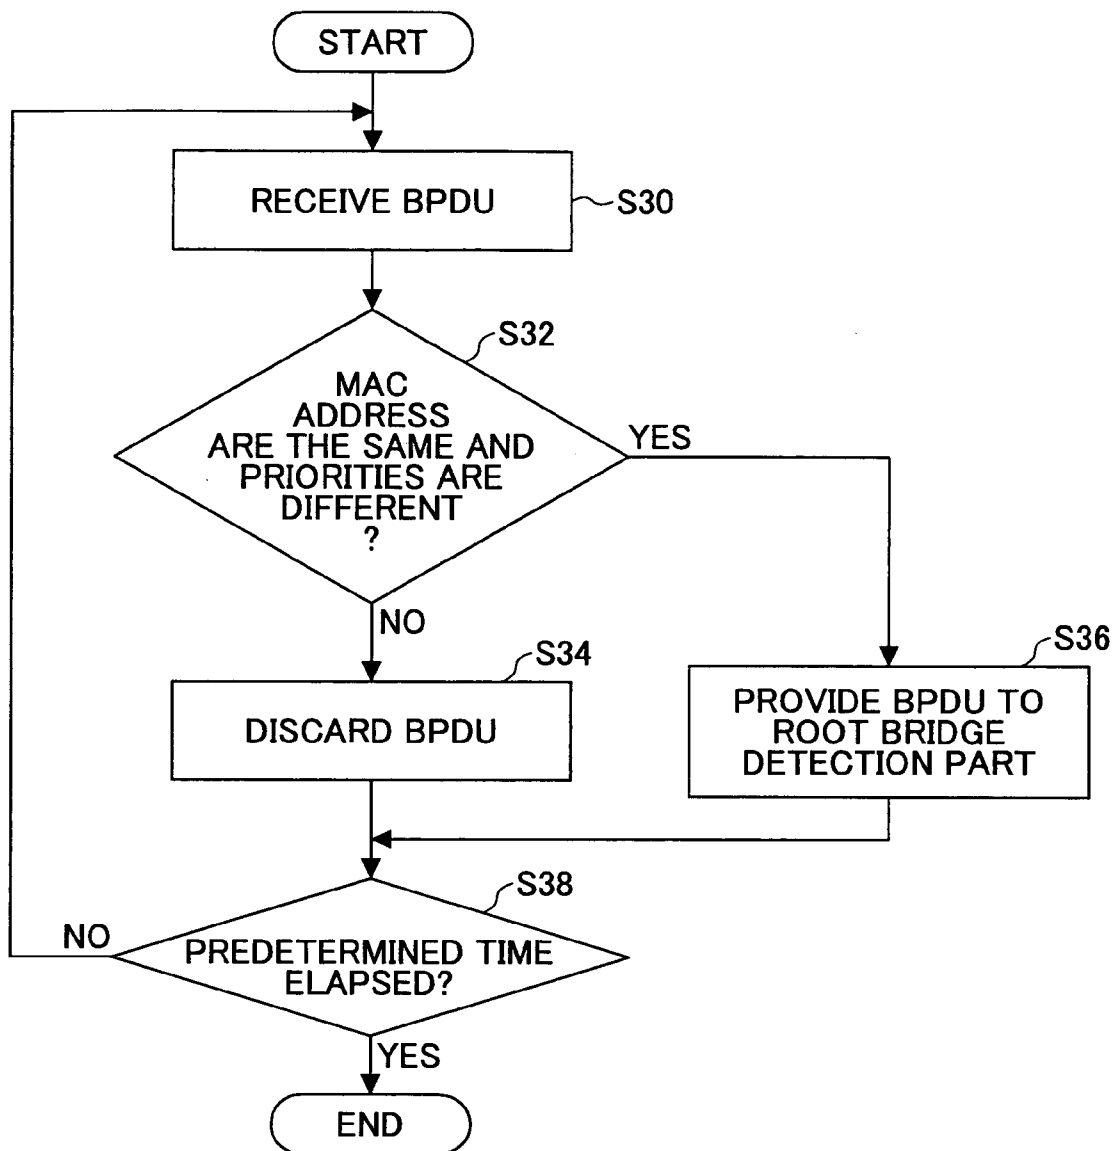 START
RECEIVE BPDU
S30
S32
MAC
ADDRESS
ARE THE SAME AND
PRIORITIES ARE
DIFFERENT
?
YES
NO
S34
DISCARD BPDU
S36
PROVIDE BPDU TO
ROOT BRIDGE
DETECTION PART
S38
NO
PREDETERMINED TIME
ELAPSED?
YES
END